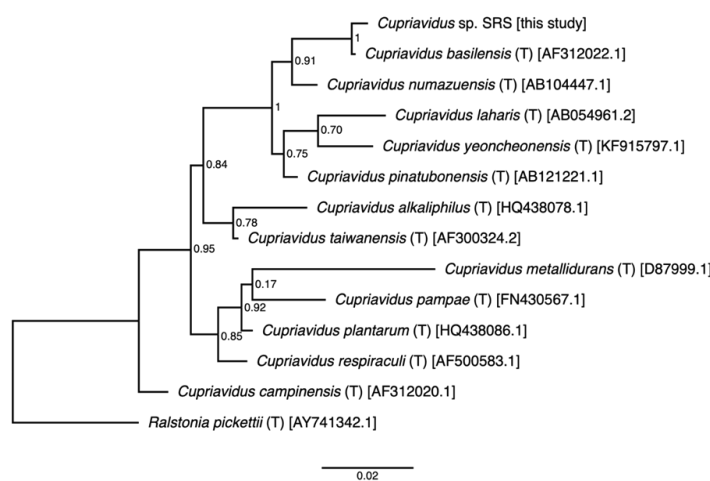 Cupriavidus sp. SRS [this study]
1
Cupriavidus basilensis (T) [AF312022.1]
0.91
Cupriavidus numazuensis (T) [AB104447.1]
1
Cupriavidus laharis (T) [AB054961.2]
0.70
Cupriavidus yeoncheonensis (T) [KF915797.1]
0.75
0.84
Cupriavidus pinatubonensis (T) [AB121221.1]
Cupriavidus alkaliphilus (T) [HQ438078.1]
0.78
Cupriavidus taiwanensis (T) [AF300324.2]
0.95
Cupriavidus metallidurans (T) [D87999.1]
0.17
Cupriavidus pampae (T) [FN430567.1]
0.92
Cupriavidus plantarum (T) [HQ438086.1]
0.85
Cupriavidus respiraculi (T) [AF500583.1]
Cupriavidus campinensis (T) [AF312020.1]
Ralstonia pickettii (T) [AY741342.1]
0.02